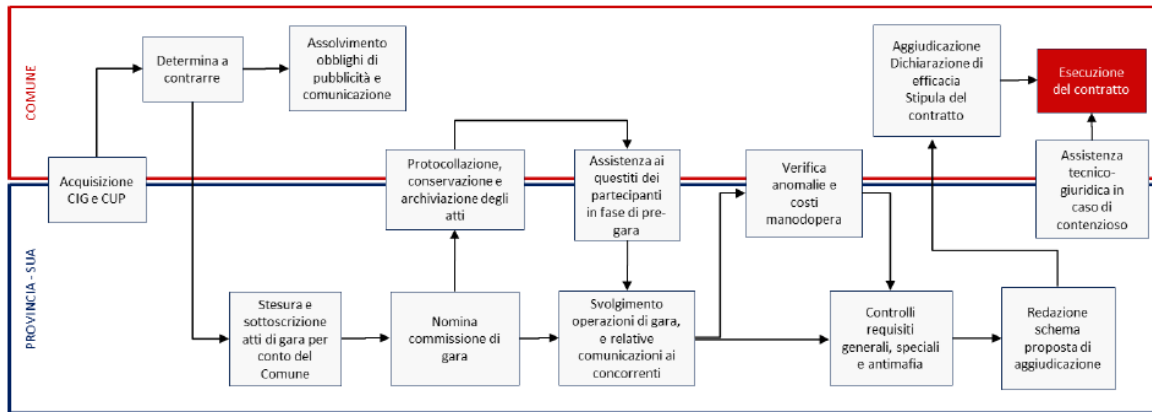 COMUNE
Determina a
contrarre
Assolvimento
obblighi di
pubblicità e
comunicazione
Aggiudicazione
Dichiarazione di
efficacia
Stipula del
contratto
Esecuzione
del contratto
Acquisizione
CIG e CUP
Protocollazione,
conservazione e
archiviazione degli
atti
Assistenza ai
questiti dei
partecipanti
in fase di pre-
gara
Verifica
anomalie e
costi
manodopera
Assistenza
tecnico-
giuridica in
caso di
contenzioso
PROVINCIA - SUA
Stesura e
sottoscrizione
atti di gara per
conto del
Comune
Nomina
commissione di
gara
Svolgimento
operazioni di gara,
e relative
comunicazioni ai
concorrenti
Controlli
requisiti
generali, speciali
e antimafia
Redazione
schema
proposta di
aggiudicazione